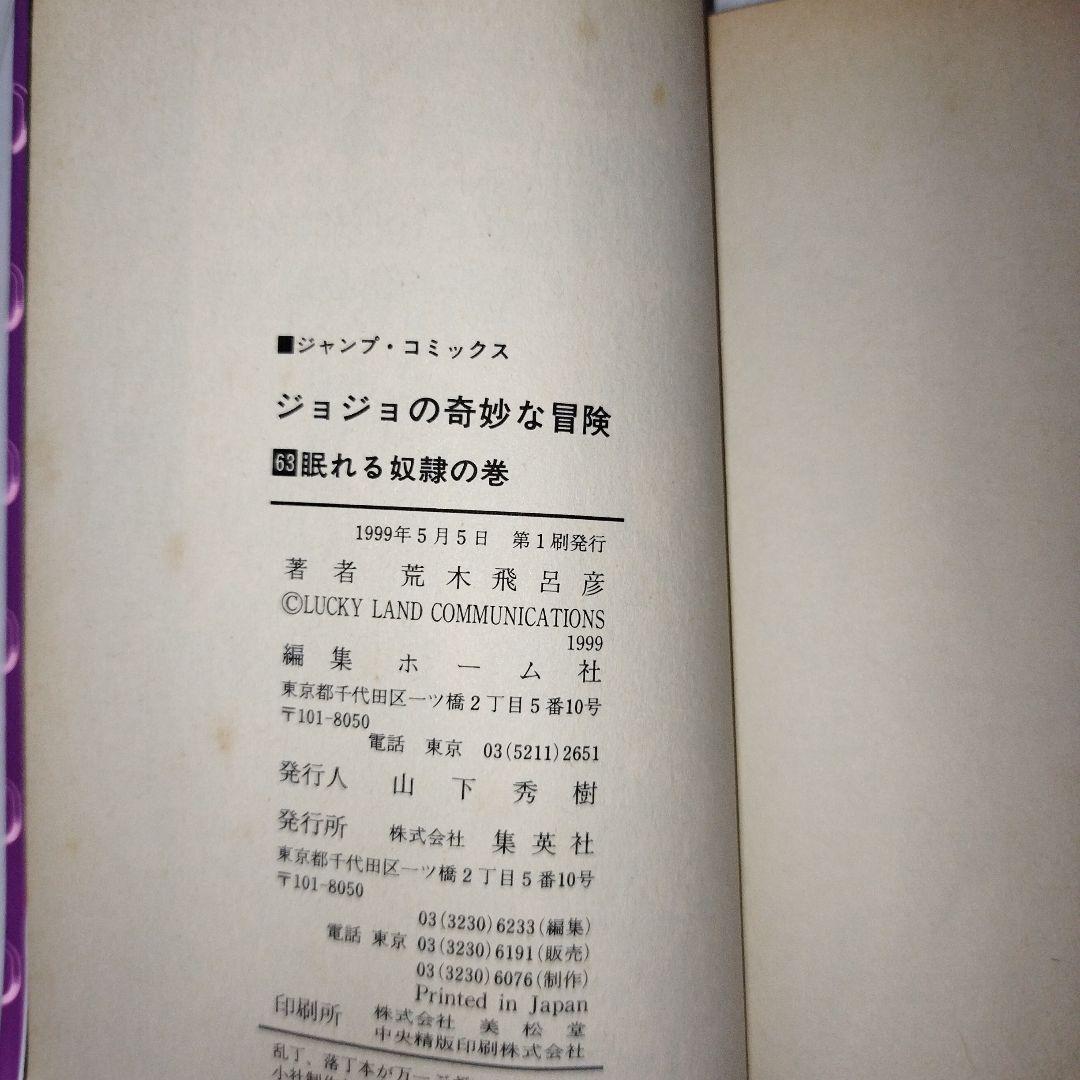 ■ジャンプ・コミックス
ジョジョの奇妙な冒険
63眠れる奴隷の巻
1999年5月5日 第1刷発行
著者 荒木飛呂彦
©LUCKY LAND COMMUNICATIONS
1999
編集 ホーム社
東京都千代田区一ツ橋2丁目5番10号
〒101-8050
電話 東京 03(5211)2651
発行人 山下秀樹
発行所 株式会社 集英社
東京都千代田区一ツ橋2丁目5番10号
〒101-8050
03(3230)6233(編集)
電話 東京 03(3230)6191(販売)
03(3230)6076(制作)
Printed in Japan
印刷所 株式会社 美松堂
中央精版印刷株式会社
乱丁、落丁本が万一